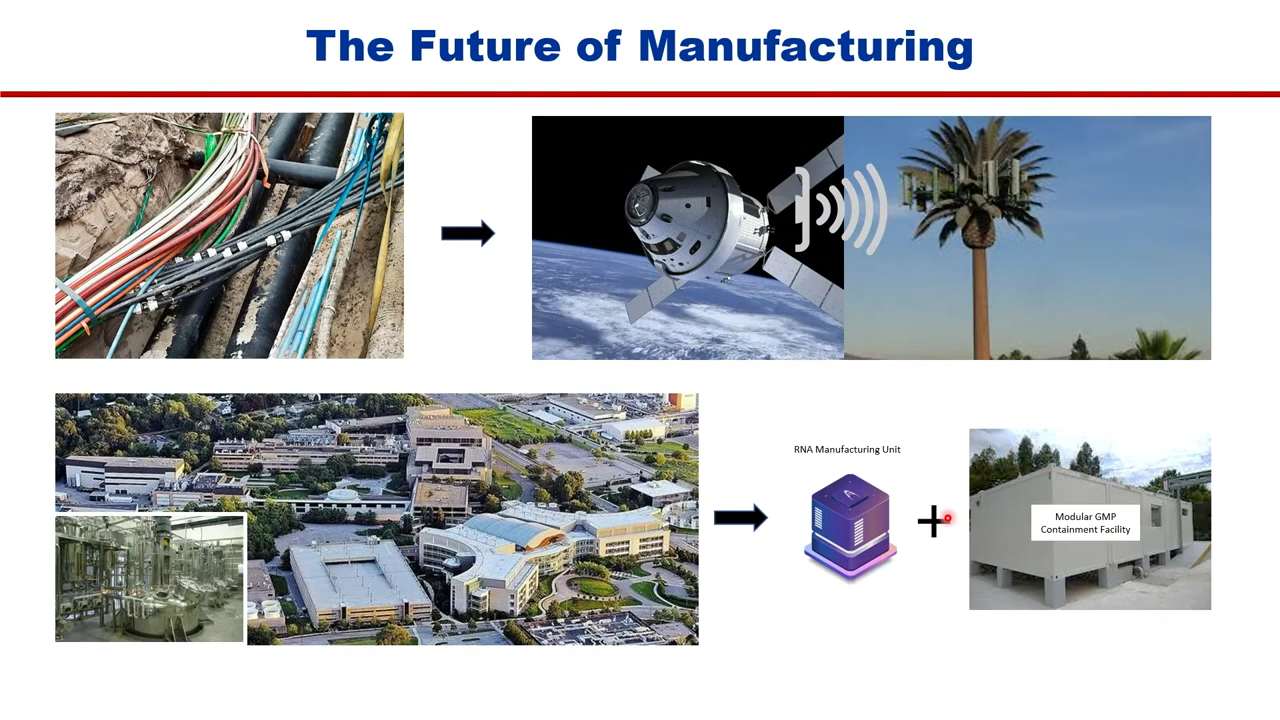 The Future of Manufacturing
RNA Manufacturing Unit
Modular GMP
Containment Facility